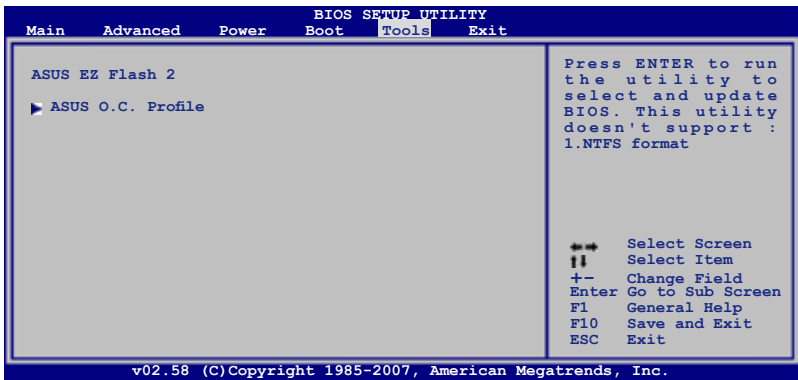 BIOS SETUP UTILITY
Main Advanced Power Boot Tools Exit
ASUS EZ Flash 2
ASUS O.C. Profile
Press ENTER to run
the utility to
select and update
BIOS. This utility
doesn't support :
1.NTFS format
Select Screen
Select Item
+- Change Field
Enter Go to Sub Screen
F1 General Help
F10 Save and Exit
ESC Exit
v02.58 (C)Copyright 1985-2007, American Megatrends, Inc.